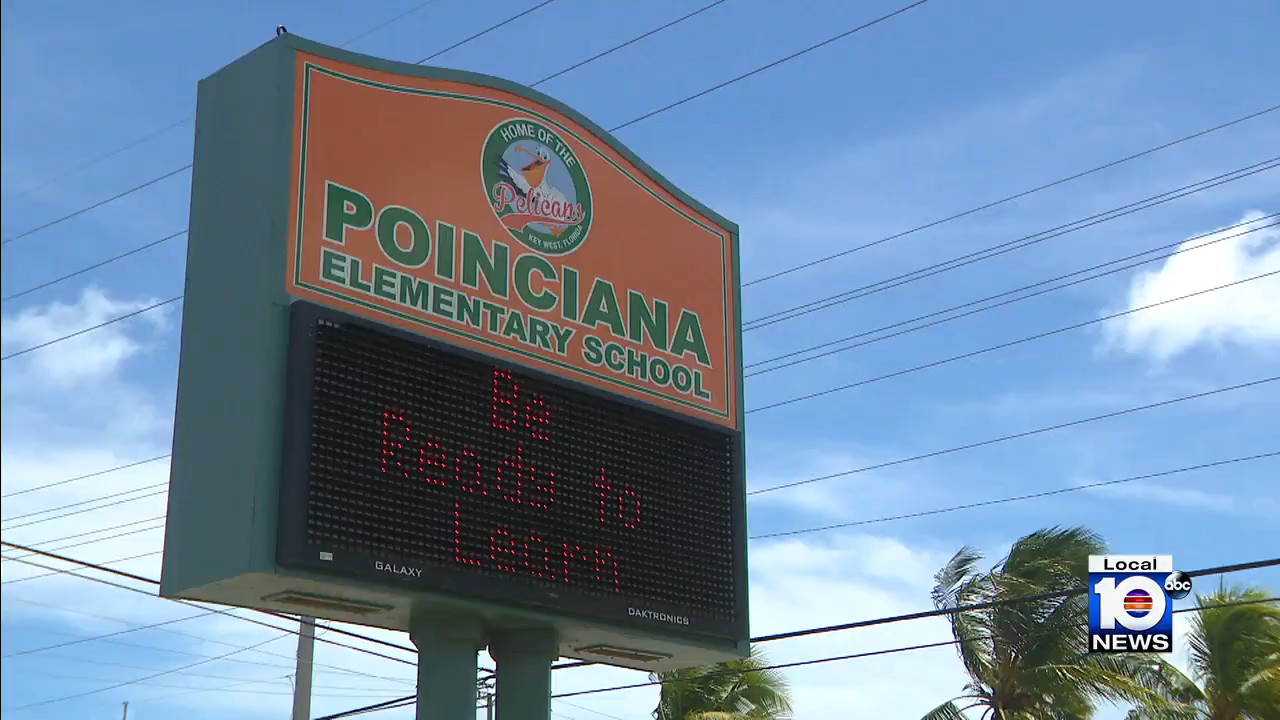 HOME OF THE
Pelicans
KEY WEST, FLORIDA
POINCIANA
ELEMENTARY SCHOOL
Be
Ready to
Learn
GALAXY
DAKTRONICS
Local
10
abc
NEWS